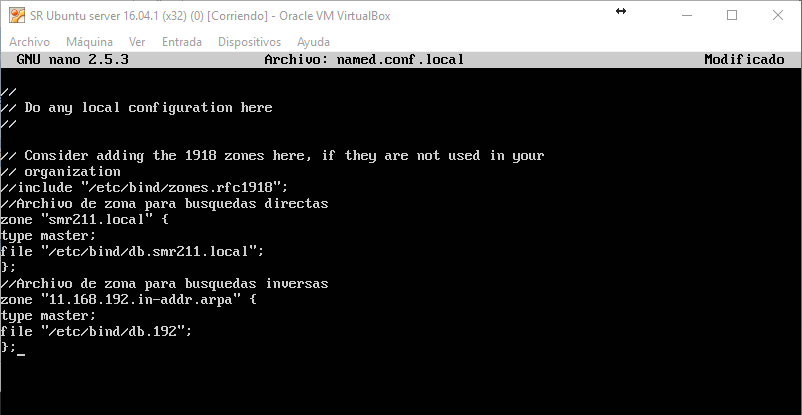 SR Ubuntu server 16.04.1 (x32) (0) [Corriendo] - Oracle VM VirtualBox
Archivo Máquina Ver Entrada Dispositivos Ayuda
GNU nano 2.5.3 Archivo: named.conf.local Modificado
//
// Do any local configuration here
//
// Consider adding the 1918 zones here, if they are not used in your
// organization
//include "/etc/bind/zones.rfc1918";
//Archivo de zona para busquedas directas
zone "smr211.local" {
type master;
file "/etc/bind/db.smr211.local";
};
//Archivo de zona para busquedas inversas
zone "11.168.192.in-addr.arpa" {
type master;
file "/etc/bind/db.192";
};_